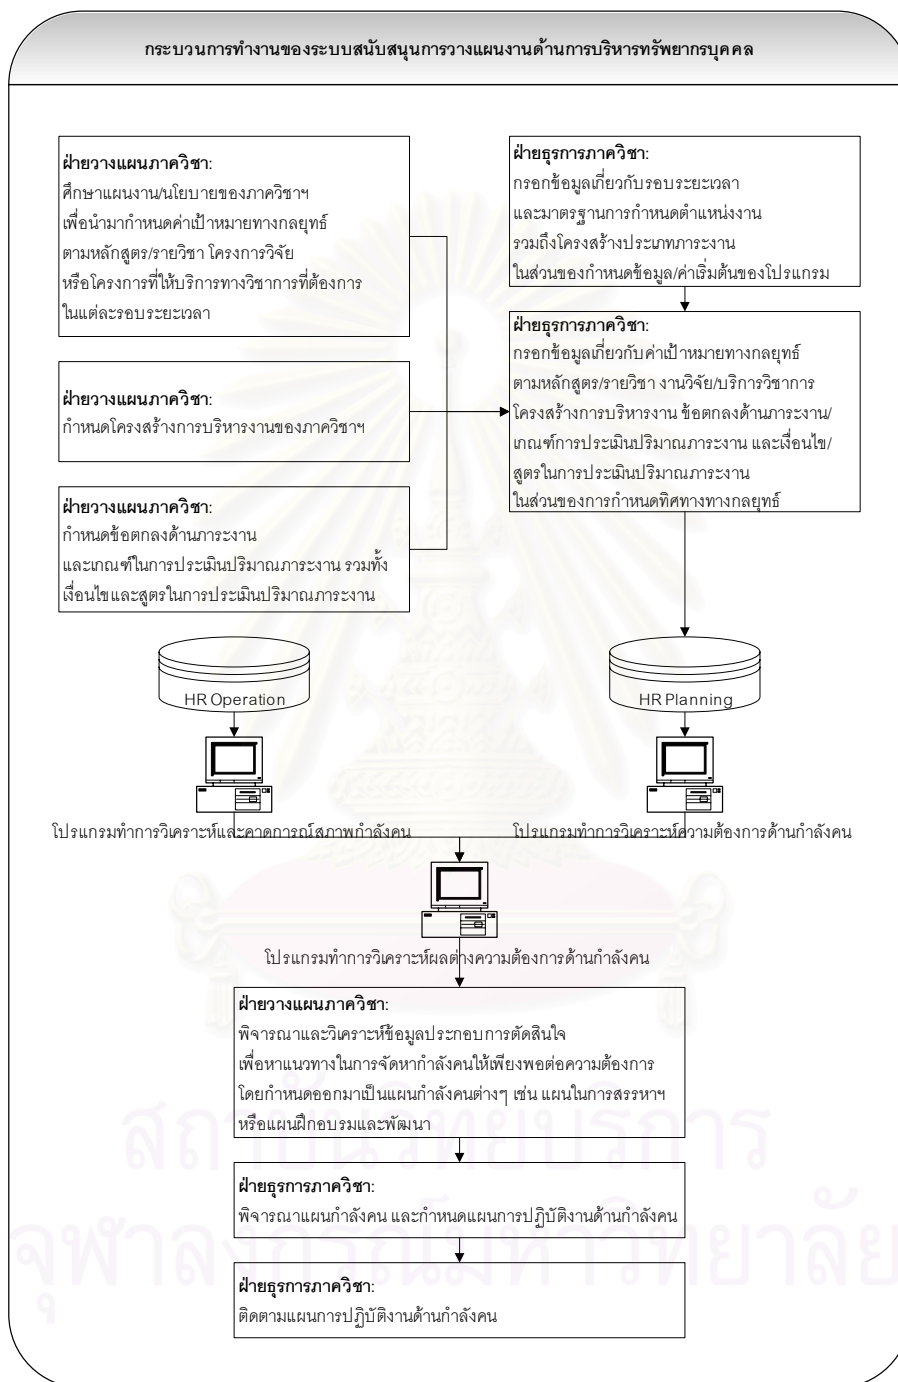 กระบวนการทำงานของระบบสนับสนุนการวางแผนงานด้านการบริหารทรัพยากรบุคคล
ฝ่ายวางแผนภาควิชา:
ศึกษาแผนงาน/นโยบายของภาควิชาฯ
เพื่อนำมากำหนดค่าเป้าหมายทางกลยุทธ์
ตามหลักสูตร/รายวิชา โครงการวิจัย
หรือโครงการที่ให้บริการทางวิชาการที่ต้องการ
ในแต่ละรอบระยะเวลา
ฝ่ายธุรการภาควิชา:
กรอกข้อมูลเกี่ยวกับรอบระยะเวลา
และมาตรฐานการกำหนดตำแหน่งงาน
รวมถึงโครงสร้างประเภทภาระงาน
ในส่วนของกำหนดข้อมูล/ค่าเริ่มต้นของโปรแกรม
ฝ่ายวางแผนภาควิชา:
กำหนดโครงสร้างการบริหารงานของภาควิชาฯ
ฝ่ายธุรการภาควิชา:
กรอกข้อมูลเกี่ยวกับค่าเป้าหมายทางกลยุทธ์
ตามหลักสูตร/รายวิชา งานวิจัย/บริการวิชาการ
โครงสร้างการบริหารงาน ข้อตกลงด้านภาระงาน/
เกณฑ์การประเมินปริมาณภาระงาน และเงื่อนไข/
สูตรในการประเมินปริมาณภาระงาน
ในส่วนของการกำหนดทิศทางทางกลยุทธ์
ฝ่ายวางแผนภาควิชา:
กำหนดข้อตกลงด้านภาระงาน
และเกณฑ์ในการประเมินปริมาณภาระงาน รวมทั้ง
เงื่อนไขและสูตรในการประเมินปริมาณภาระงาน
HR Operation
HR Planning
โปรแกรมทำการวิเคราะห์และคาดการณ์สภาพกำลังคน
โปรแกรมทำการวิเคราะห์ความต้องการด้านกำลังคน
โปรแกรมทำการวิเคราะห์ผลต่างความต้องการด้านกำลังคน
ฝ่ายวางแผนภาควิชา:
พิจารณาและวิเคราะห์ข้อมูลประกอบการตัดสินใจ
เพื่อหาแนวทางในการจัดหากำลังคนให้เพียงพอต่อความต้องการ
โดยกำหนดออกมาเป็นแผนกำลังคนต่างๆ เช่น แผนในการสรรหาฯ
หรือแผนฝึกอบรมและพัฒนา
ฝ่ายธุรการภาควิชา:
พิจารณาแผนกำลังคน และกำหนดแผนการปฏิบัติงานด้านกำลังคน
ฝ่ายธุรการภาควิชา:
ติดตามแผนการปฏิบัติงานด้านกำลังคน
สถาบันวิทยบริการ
จุฬาลงกรณ์มหาวิทยาลัย